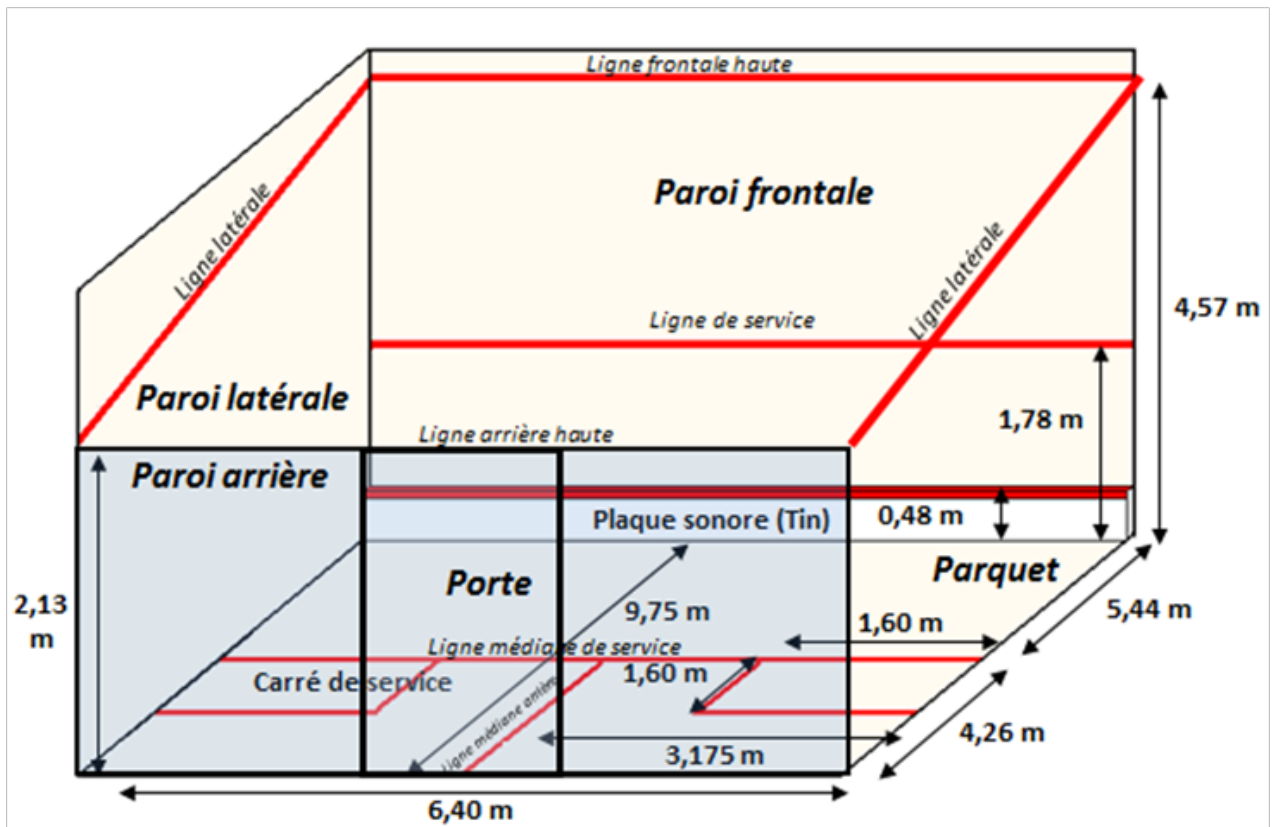 Ligne frontale haute
Paroi frontale
Ligne latérale
Ligne latérale
4,57 m
Ligne de service
Paroi latérale
1,78 m
Ligne arrière haute
Paroi arrière
Plaque sonore (Tin)
0,48 m
Porte
Parquet
2,13
m
9,75 m
5,44 m
1,60 m
Ligne médiane de service
1,60 m
Carré de service
Ligne médiane arrière
4,26 m
3,175 m
6,40 m